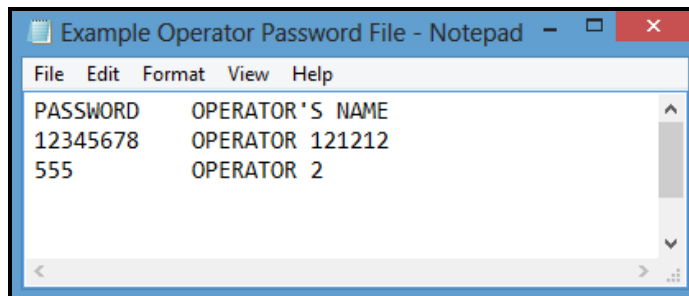 Example Operator Password File - Notepad
File Edit Format View Help
PASSWORD OPERATOR'S NAME
12345678 OPERATOR 121212
555 OPERATOR 2